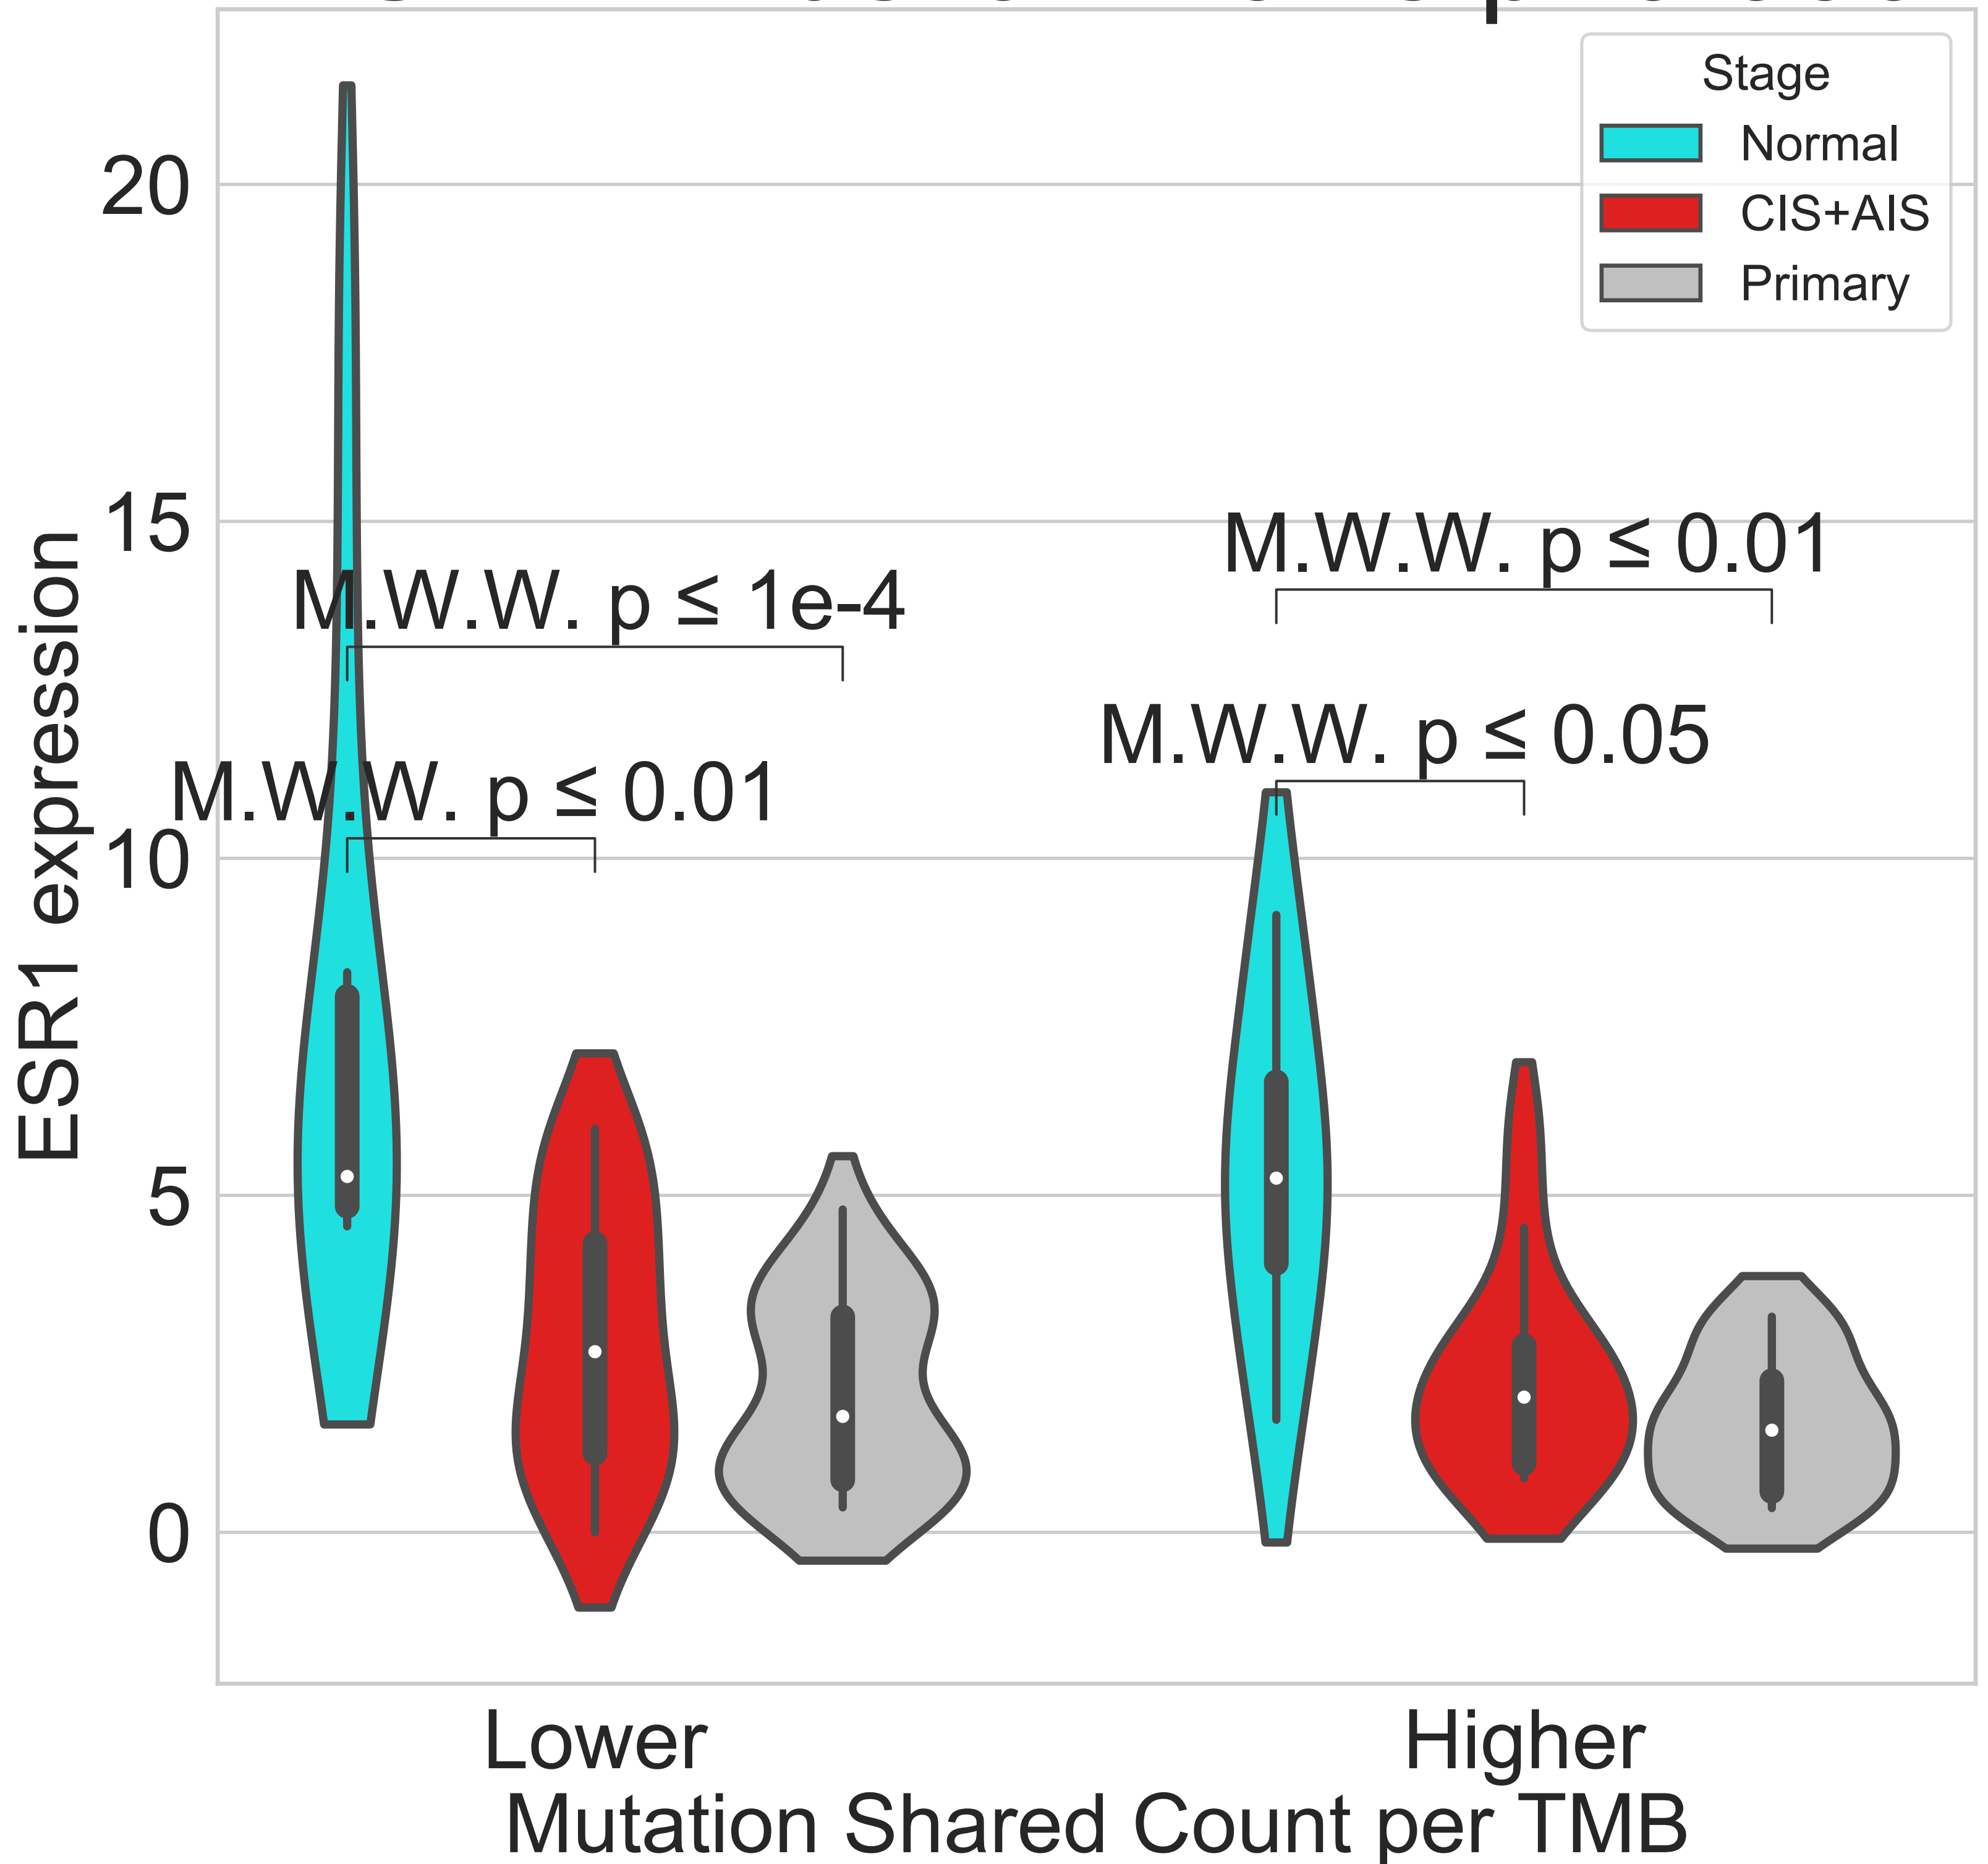 Stage
Normal
CIS+AIS
Primary
20
15
10
5
0
ESR1 expression
M.W.W. p ≤ 1e-4
M.W.W. p ≤ 0.01
M.W.W. p ≤ 0.01
M.W.W. p ≤ 0.05
Lower
Higher
Mutation Shared Count per TMB